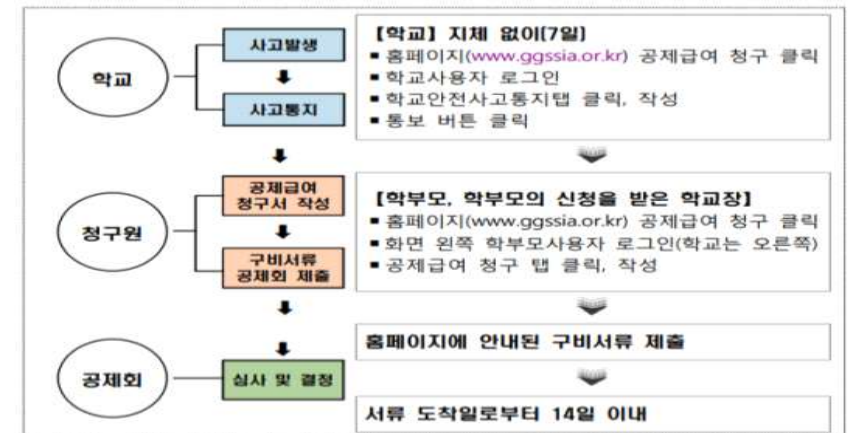 학교
사고발생
사고통지
【학교】 지체 없이(7일)
▪홈페이지(www.ggssia.or.kr) 공제급여 청구 클릭
▪학교사용자 로그인
▪학교안전사고통지탭 클릭, 작성
▪통보 버튼 클릭
청구원
공제급여
청구서 작성
구비서류
공제회 제출
【학부모, 학부모의 신청을 받은 학교장】
▪홈페이지(www.ggssia.or.kr) 공제급여 청구 클릭
▪화면 왼쪽 학부모사용자 로그인(학교는 오른쪽)
▪공제급여 청구 탭 클릭, 작성
홈페이지에 안내된 구비서류 제출
공제회
심사 및 결정
서류 도착일로부터 14일 이내